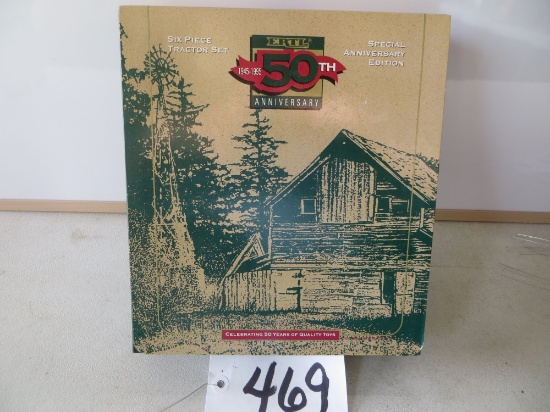 SIX PIECE
TRACTOR SET
ERTL
1945-1995
50TH
ANNIVERSARY
SPECIAL
ANNIVERSARY
EDITION
CELEBRATING 50 YEARS OF QUALITY TOYS
469